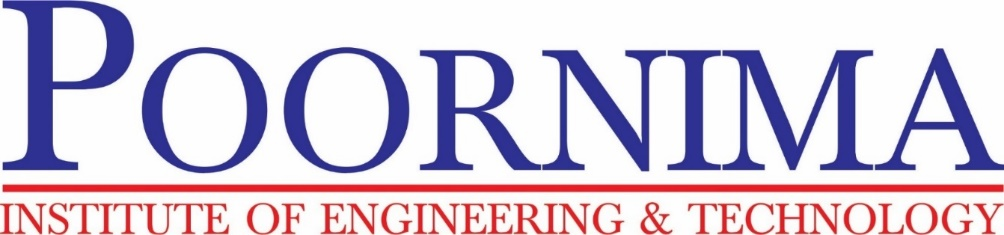 POORNIMA
INSTITUTE OF ENGINEERING & TECHNOLOGY